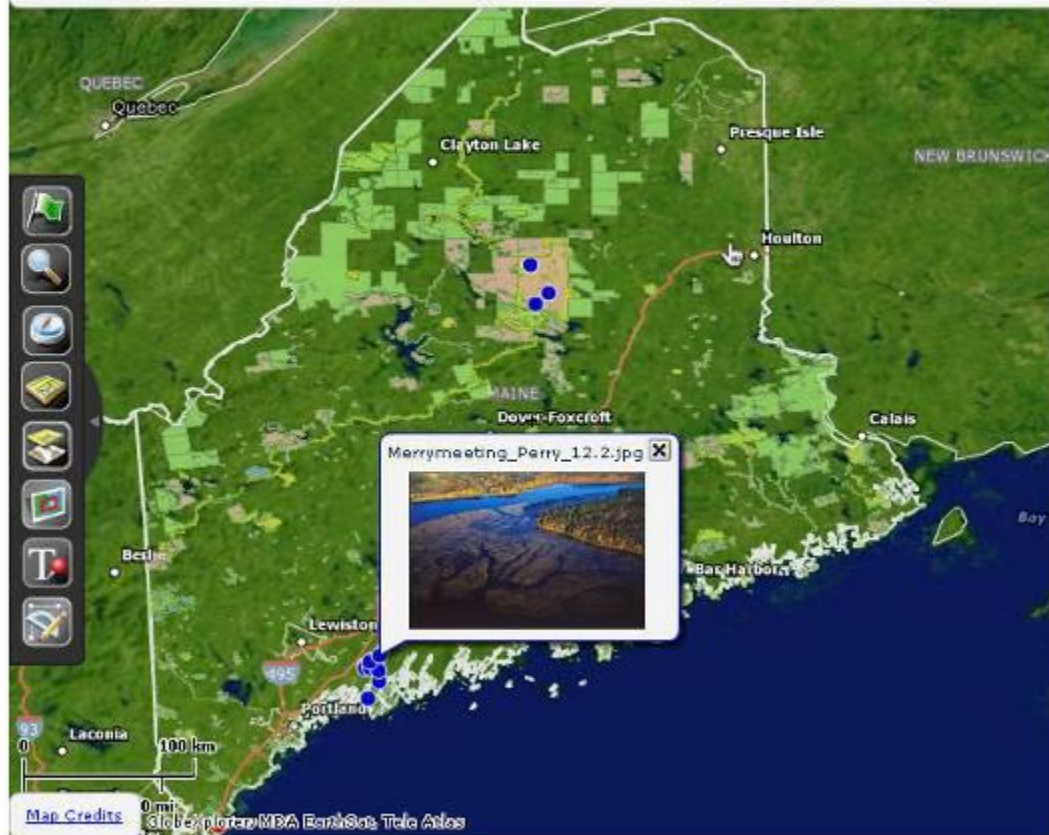 QUEBEC
Quebec
Clayton Lake
Presque Isle
NEW BRUNSWICK
Houlton
MAINE
Dover-Foxcroft
Calais
Merrymeeting_Perry_12.2.jpg
Bay
T
Berlin
Bar Harbor
Lewiston
495
Portland
93
Laconia
0
100 km
0 mi
Map Credits
GlobeXplorer, MDA EarthSat, Tele Atlas